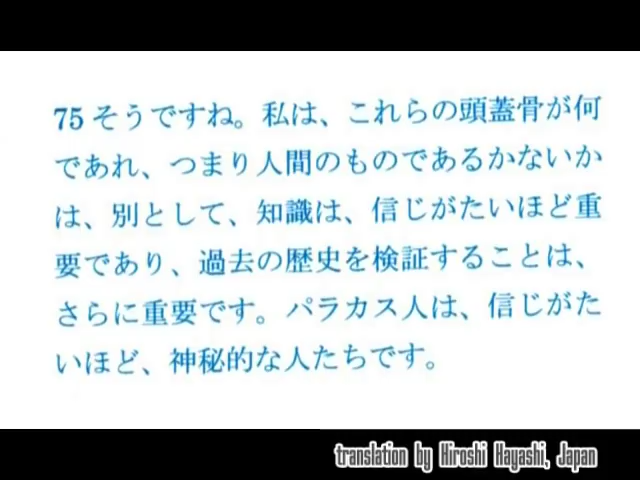 75そうですね。私は、これらの頭蓋骨が何
であれ、つまり人間のものであるかないか
は、別として、知識は、信じがたいほど重
要であり、過去の歴史を検証することは、
さらに重要です。パラカス人は、信じがた
いほど、神秘的な人たちです。
translation by Hiroshi Hayashi, Japan